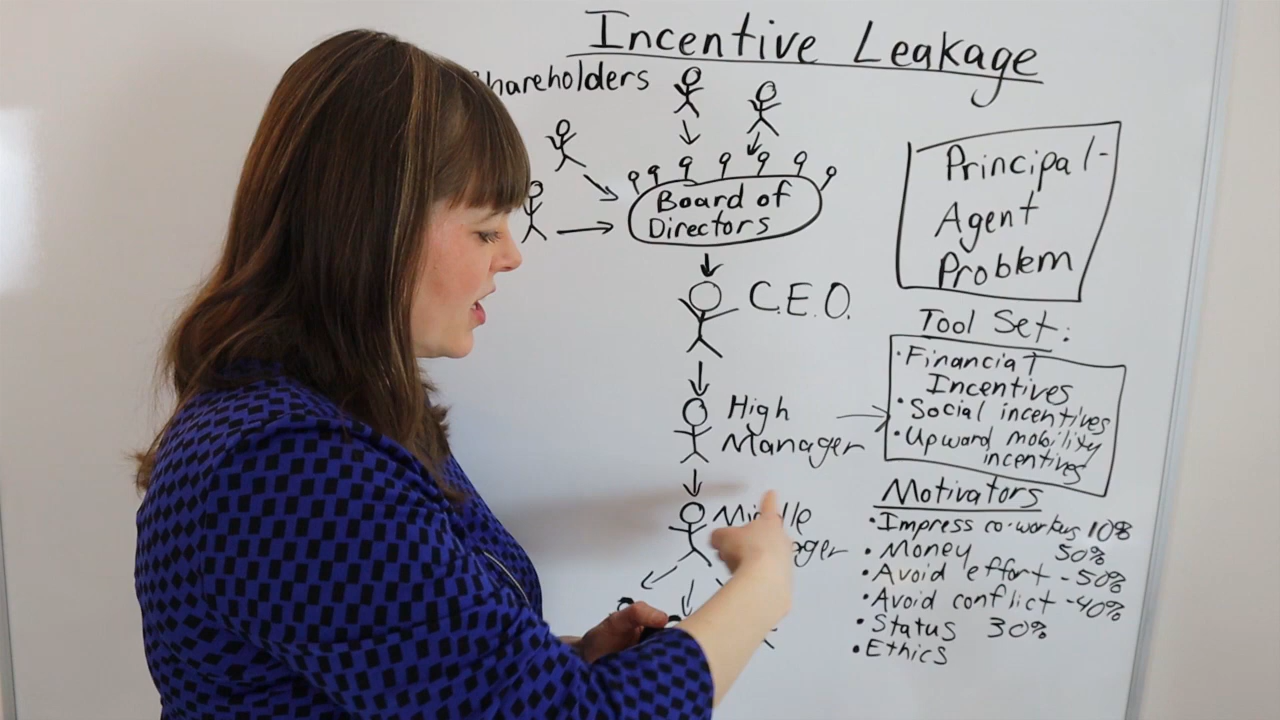 Incentive Leakage
Shareholders
Board of
Directors
C.E.O.
High
Manager
Middle
Principal-
Agent
Problem
Tool Set:
• Financial
Incentives
• Social incentives
• Upward mobility
incentives
Motivators
• Impress co-workers 10%
• Money 50%
• Avoid effort -50%
• Avoid conflict -40%
• Status 30%
• Ethics